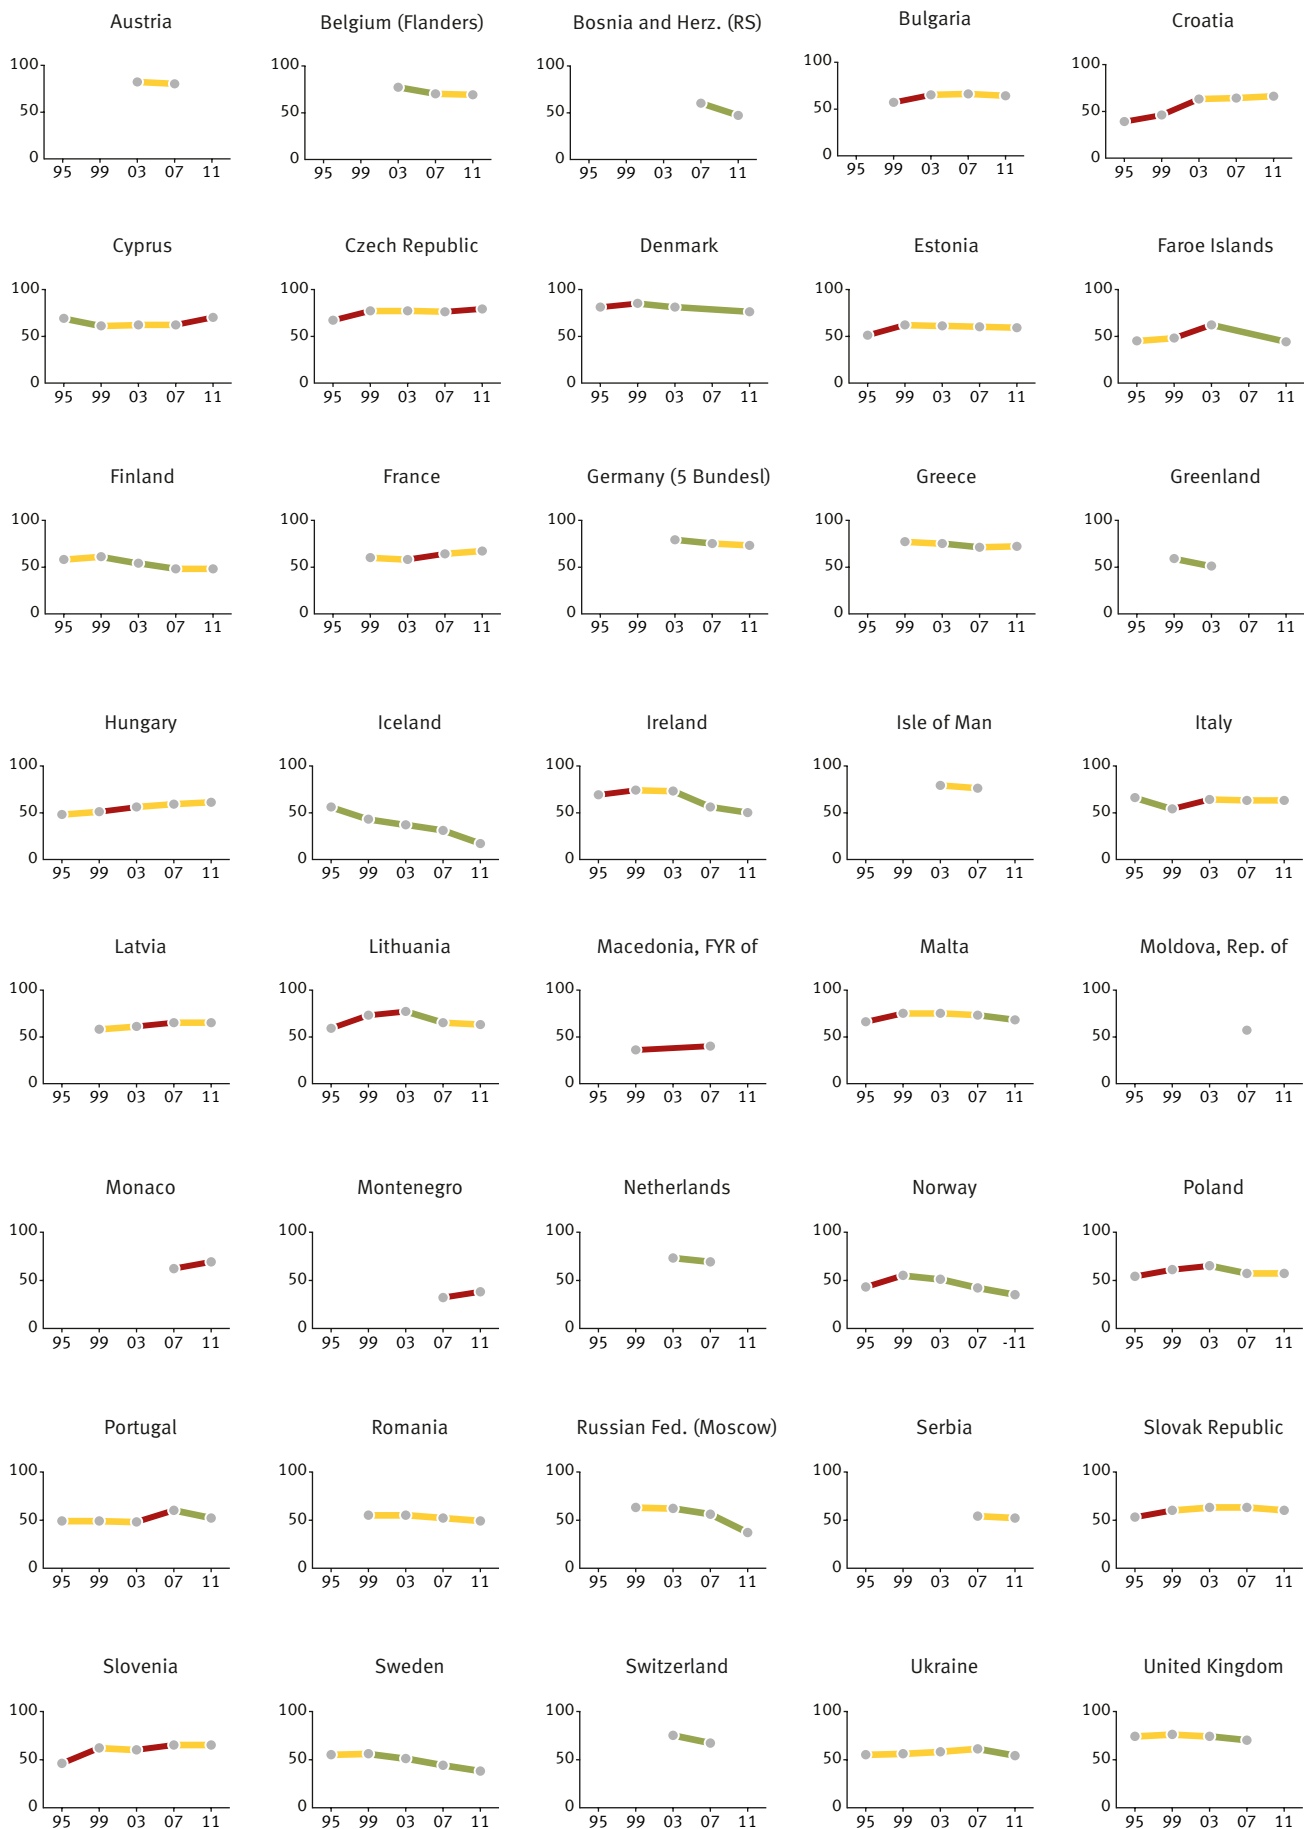 Austria
Belgium (Flanders)
Bosnia and Herz. (RS)
Bulgaria
Croatia
100 100 100 100 100
50 50 50 50 50
0 0 0 0 0
95 99 03 07 11 95 99 03 07 11 95 99 03 07 11 95 99 03 07 11 95 99 03 07 11
Cyprus
Czech Republic
Denmark
Estonia
Faroe Islands
100 100 100 100 100
50 50 50 50 50
0 0 0 0 0
95 99 03 07 11 95 99 03 07 11 95 99 03 07 11 95 99 03 07 11 95 99 03 07 11
Finland
France
Germany (5 Bundesl)
Greece
Greenland
100 100 100 100 100
50 50 50 50 50
0 0 0 0 0
95 99 03 07 11 95 99 03 07 11 95 99 03 07 11 95 99 03 07 11 95 99 03 07 11
Hungary
Iceland
Ireland
Isle of Man
Italy
100 100 100 100 100
50 50 50 50 50
0 0 0 0 0
95 99 03 07 11 95 99 03 07 11 95 99 03 07 11 95 99 03 07 11 95 99 03 07 11
Latvia
Lithuania
Macedonia, FYR of
Malta
Moldova, Rep. of
100 100 100 100 100
50 50 50 50 50
0 0 0 0 0
95 99 03 07 11 95 99 03 07 11 95 99 03 07 11 95 99 03 07 11 95 99 03 07 11
Monaco
Montenegro
Netherlands
Norway
Poland
100 100 100 100 100
50 50 50 50 50
0 0 0 0 0
95 99 03 07 11 95 99 03 07 11 95 99 03 07 11 95 99 03 07 -11 95 99 03 07 11
Portugal
Romania
Russian Fed. (Moscow)
Serbia
Slovak Republic
100 100 100 100 100
50 50 50 50 50
0 0 0 0 0
95 99 03 07 11 95 99 03 07 11 95 99 03 07 11 95 99 03 07 11 95 99 03 07 11
Slovenia
Sweden
Switzerland
Ukraine
United Kingdom
100 100 100 100 100
50 50 50 50 50
0 0 0 0 0
95 99 03 07 11 95 99 03 07 11 95 99 03 07 11 95 99 03 07 11 95 99 03 07 11